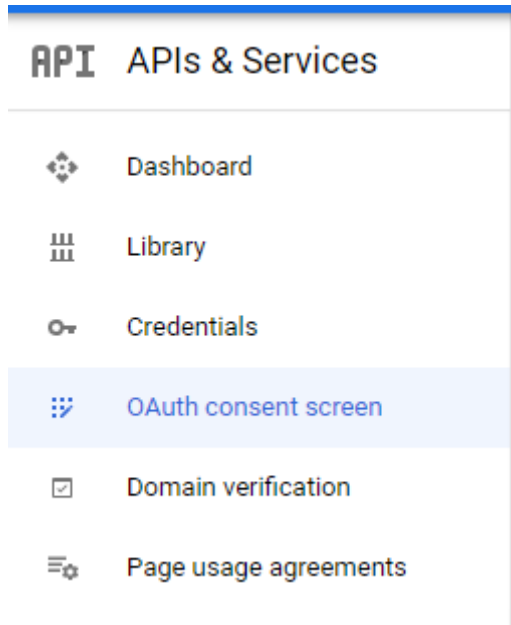 API APIs & Services
Dashboard
Library
Credentials
OAuth consent screen
Domain verification
Page usage agreements